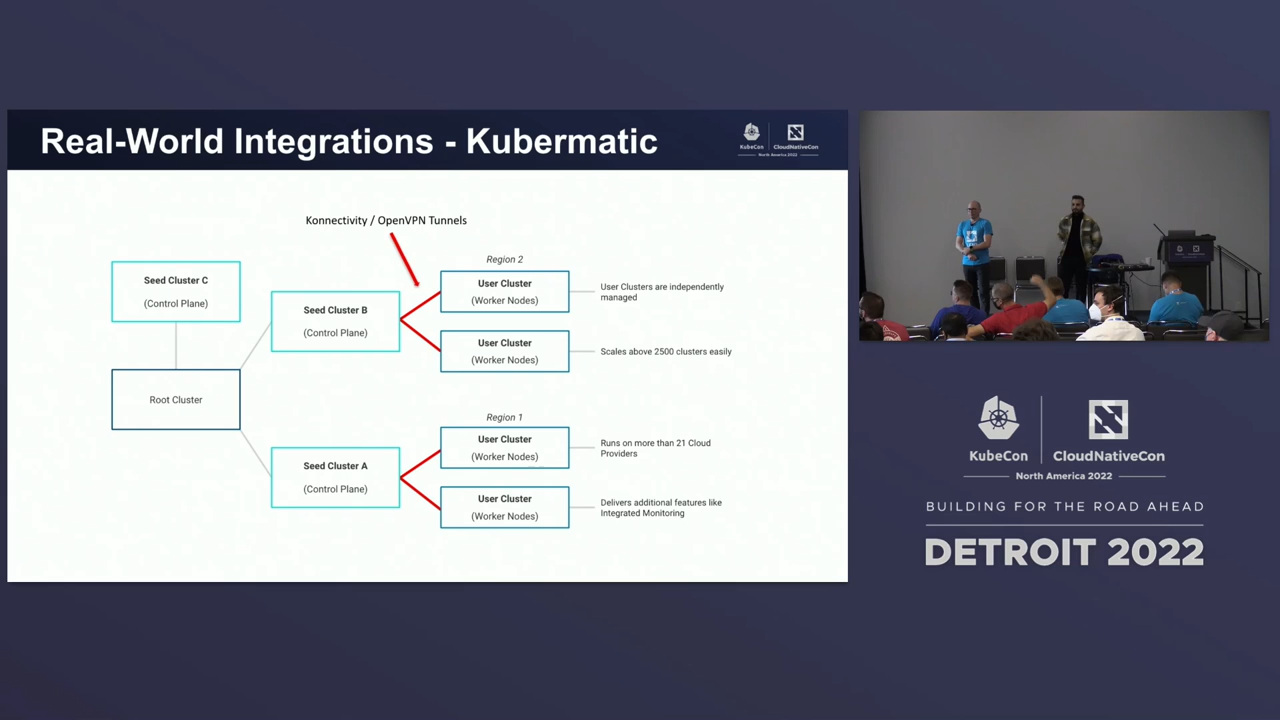 Real-World Integrations - Kubermatic
KubeCon
CloudNativeCon
North America 2022
Konnectivity / OpenVPN Tunnels
Region 2
Seed Cluster C
(Control Plane)
Seed Cluster B
(Control Plane)
User Cluster
(Worker Nodes)
User Clusters are independently
managed
User Cluster
(Worker Nodes)
Scales above 2500 clusters easily
Root Cluster
Region 1
Seed Cluster A
(Control Plane)
User Cluster
(Worker Nodes)
Runs on more than 21 Cloud
Providers
User Cluster
(Worker Nodes)
Delivers additional features like
Integrated Monitoring
KubeCon
CloudNativeCon
North America 2022
BUILDING FOR THE ROAD AHEAD
DETROIT 2022